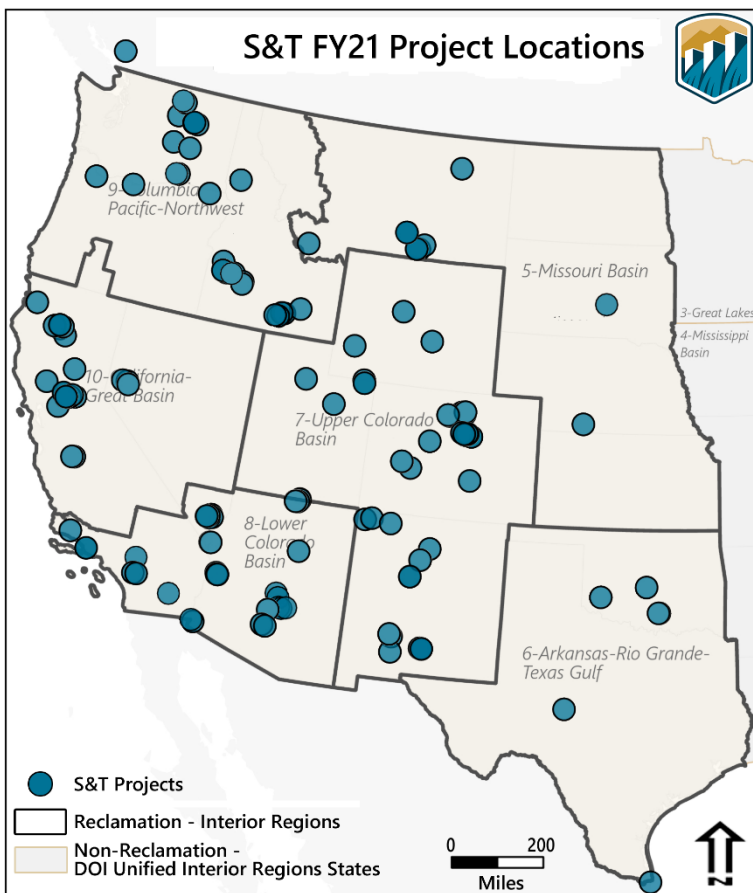 S&T FY21 Project Locations
9-Columbia-
Pacific-Northwest
5-Missouri Basin
3-Great Lakes
4-Mississippi
Basin
10-California-
Great Basin
7-Upper Colorado
Basin
8-Lower
Colorado
Basin
6-Arkansas-Rio Grande-
Texas Gulf
S&T Projects
Reclamation - Interior Regions
Non-Reclamation -
DOI Unified Interior Regions States
0 200
Miles